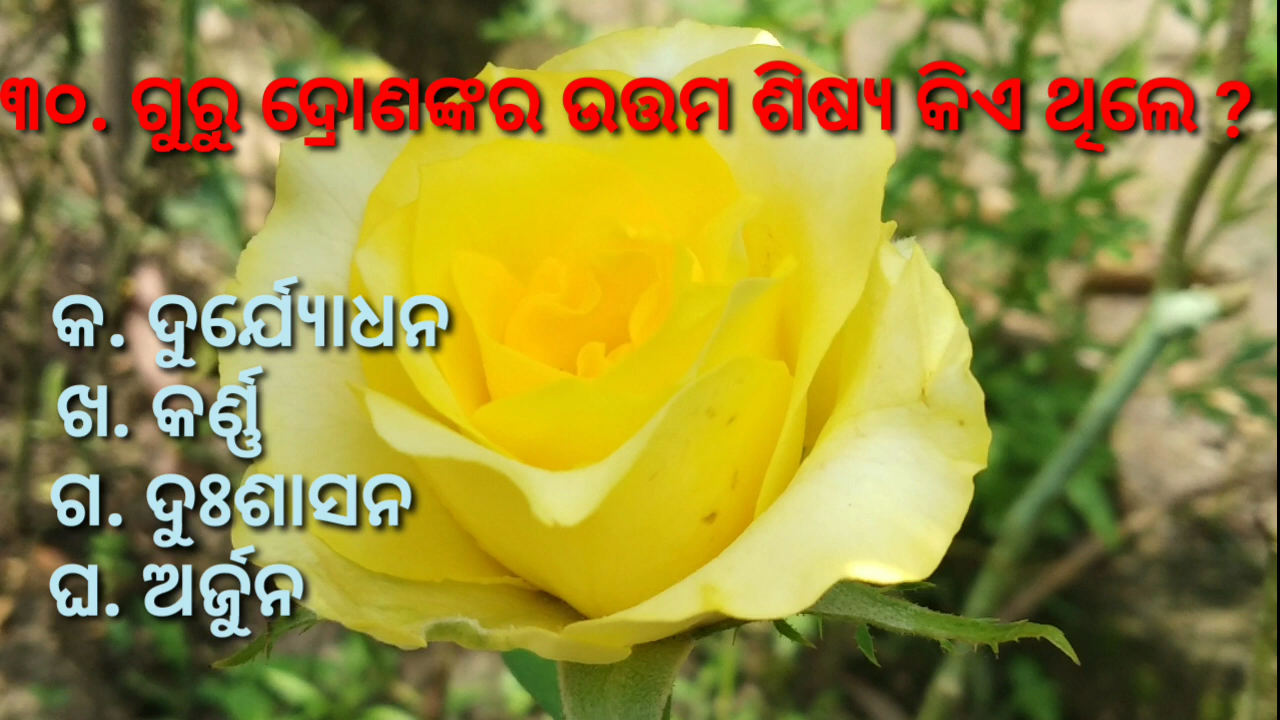 ୩୦. ଗୁରୁ ଦ୍ରୋଣଙ୍କର ଉତ୍ତମ ଶିଷ୍ୟ କିଏ ଥିଲେ ?
କ. ଦୁର୍ଯ୍ୟୋଧନ
ଖ. କର୍ଣ୍ଣ
ଗ. ଦୁଃଶାସନ
ଘ. ଅର୍ଜୁନ